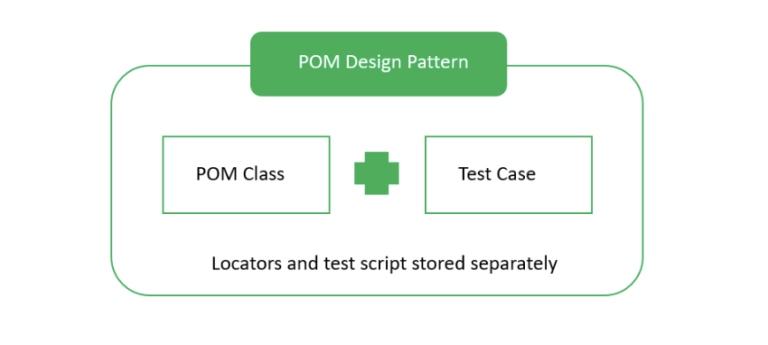 POM Design Pattern
POM Class
Test Case
Locators and test script stored separately